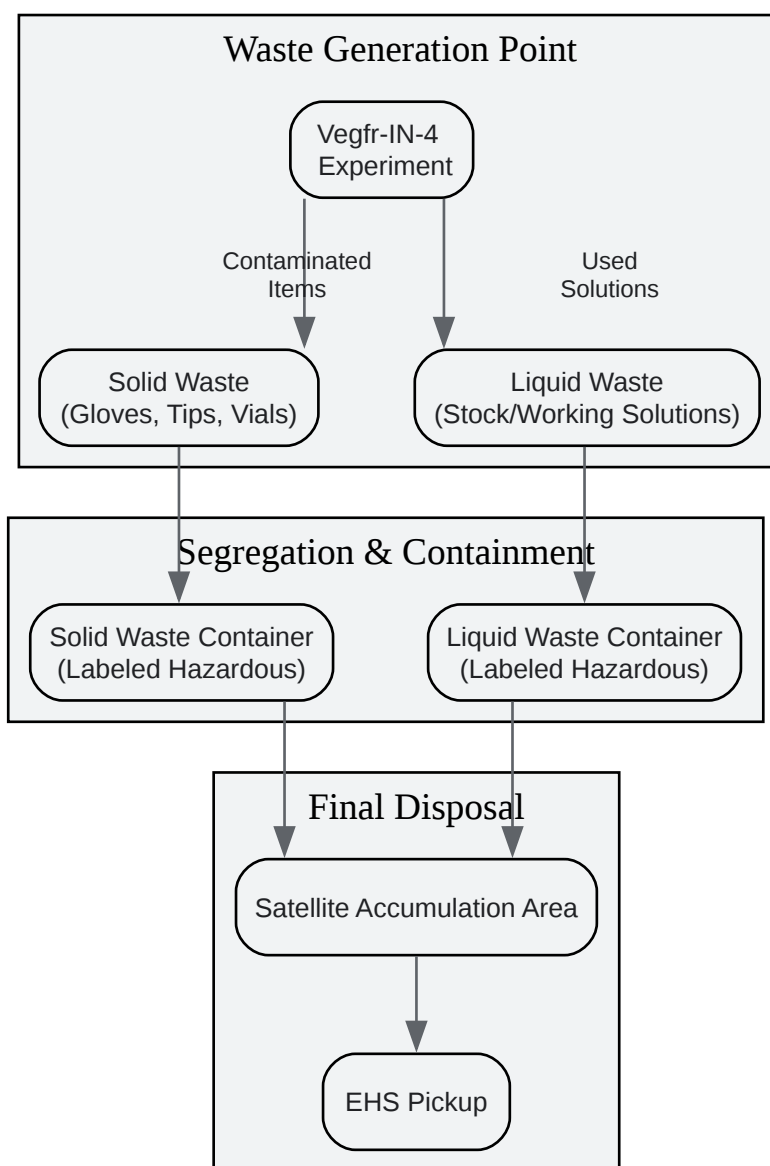 Waste Generation Point
Vegfr-IN-4
Experiment
Contaminated
Items
Used
Solutions
Solid Waste
(Gloves, Tips, Vials)
Liquid Waste
(Stock/Working Solutions)
Segregation & Containment
Solid Waste Container
(Labeled Hazardous)
Liquid Waste Container
(Labeled Hazardous)
Final Disposal
Satellite Accumulation Area
EHS Pickup